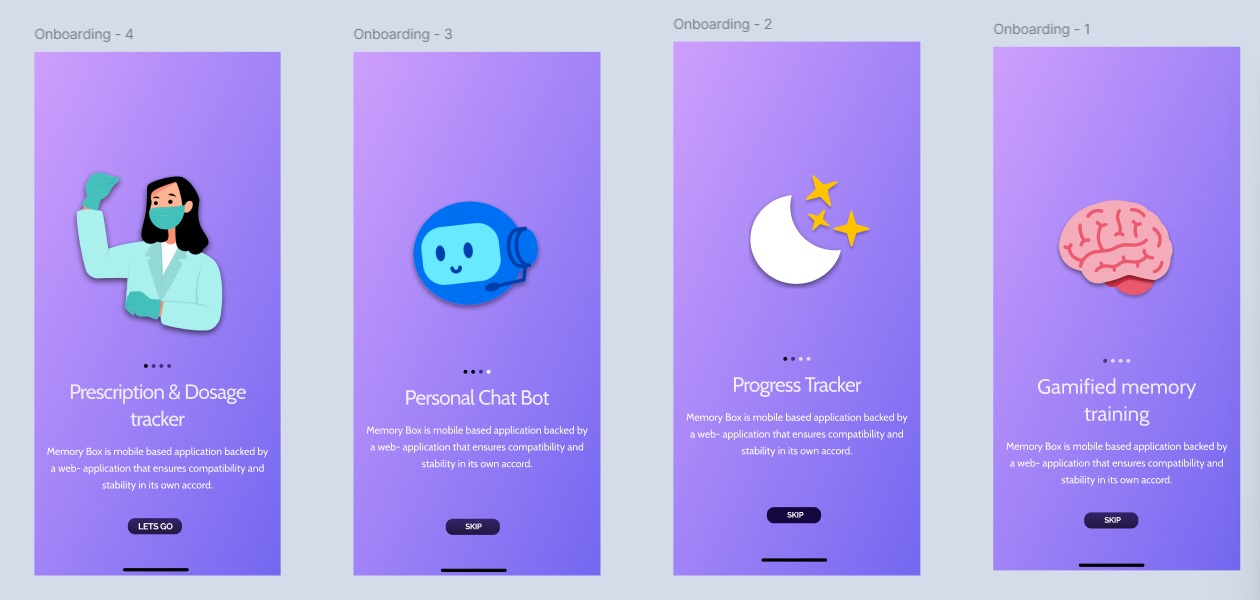 Onboarding - 4
Prescription & Dosage
tracker
Memory Box is mobile based application backed by
a web- application that ensures compatibility and
stability in its own accord.
LETS GO
Onboarding - 3
Personal Chat Bot
Memory Box is mobile based application backed by
a web- application that ensures compatibility and
stability in its own accord.
SKIP
Onboarding - 2
Progress Tracker
Memory Box is mobile based application backed by
a web- application that ensures compatibility and
stability in its own accord.
SKIP
Onboarding - 1
Gamified memory
training
Memory Box is mobile based application backed by
a web- application that ensures compatibility and
stability in its own accord.
SKIP